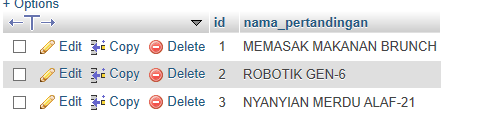 + Options
←T→ id nama_pertandingan
Edit Copy Delete 1 MEMASAK MAKANAN BRUNCH
Edit Copy Delete 2 ROBOTIK GEN-6
Edit Copy Delete 3 NYANYIAN MERDU ALAF-21